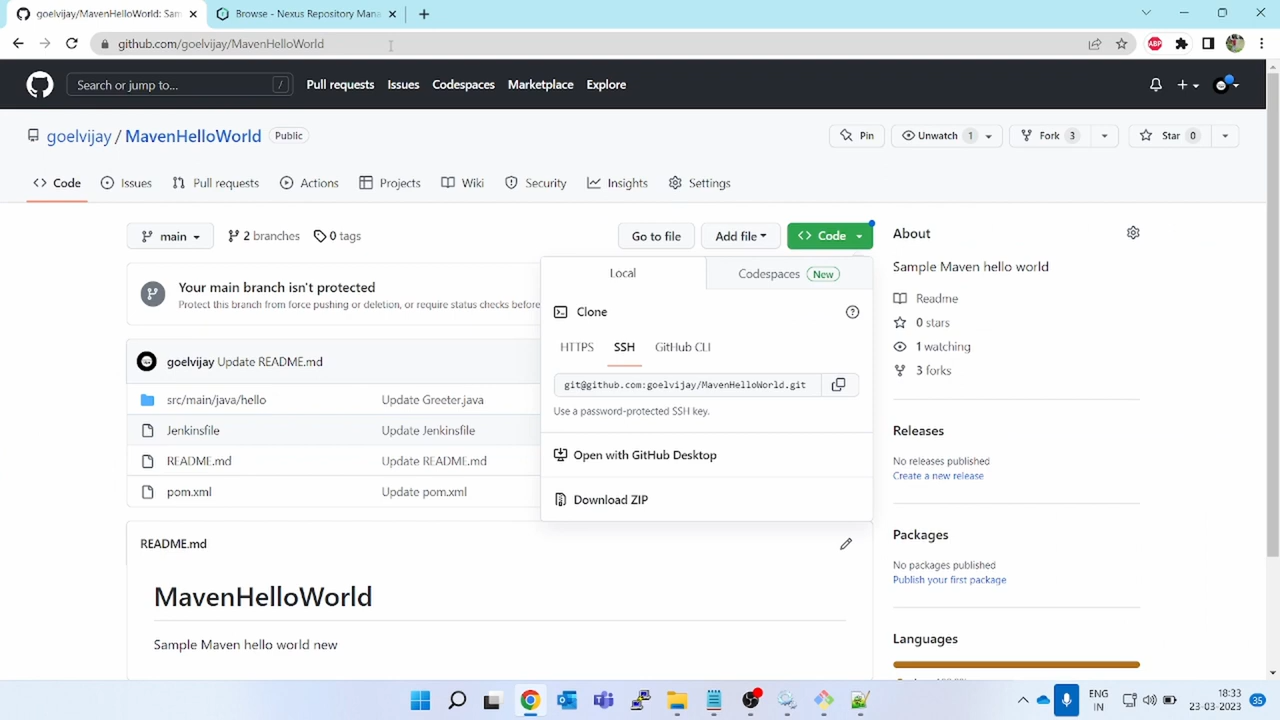 goelvijay/MavenHelloWorld: Sam
Browse - Nexus Repository Mana
github.com/goelvijay/MavenHelloWorld
ABP
Search or jump to... /
Pull requests Issues Codespaces Marketplace Explore
goelvijay / MavenHelloWorld Public
Pin Unwatch 1 Fork 3 Star 0
Code Issues Pull requests Actions Projects Wiki Security Insights Settings
main 2 branches 0 tags Go to file Add file Code
Your main branch isn't protected
Protect this branch from force pushing or deletion, or require status checks before
goelvijay Update README.md
src/main/java/hello Update Greeter.java
Jenkinsfile Update Jenkinsfile
README.md Update README.md
pom.xml Update pom.xml
Local Codespaces New
Clone
HTTPS SSH GitHub CLI
git@github.com:goelvijay/MavenHelloWorld.git
Use a password-protected SSH key.
Open with GitHub Desktop
Download ZIP
README.md
MavenHelloWorld
Sample Maven hello world new
About
Sample Maven hello world
Readme
0 stars
1 watching
3 forks
Releases
No releases published
Create a new release
Packages
No packages published
Publish your first package
Languages
ENG
IN
18:33
23-03-2023
35